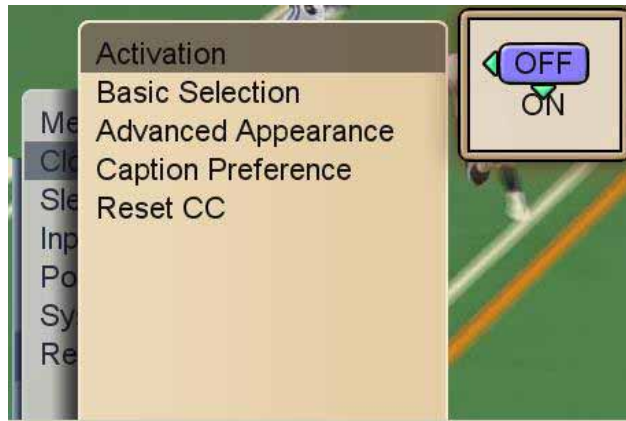 Activation
Basic Selection
Advanced Appearance
Caption Preference
Reset CC
OFF
ON